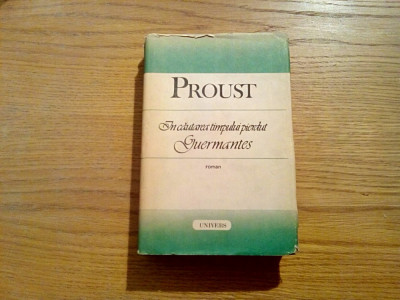 PROUST
In căutarea timpului pierdut
Guermantes
roman
UNIVERS